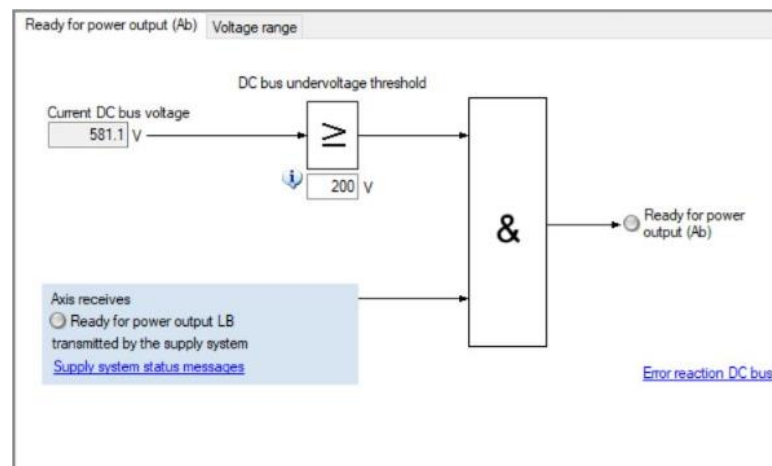 Ready for power output (Ab)
Voltage range
DC bus undervoltage threshold
Current DC bus voltage
581.1 V
≥
200 V
&
Ready for power
output (Ab)
Axis receives
Ready for power output LB
transmitted by the supply system
Supply system status messages
Error reaction DC bus